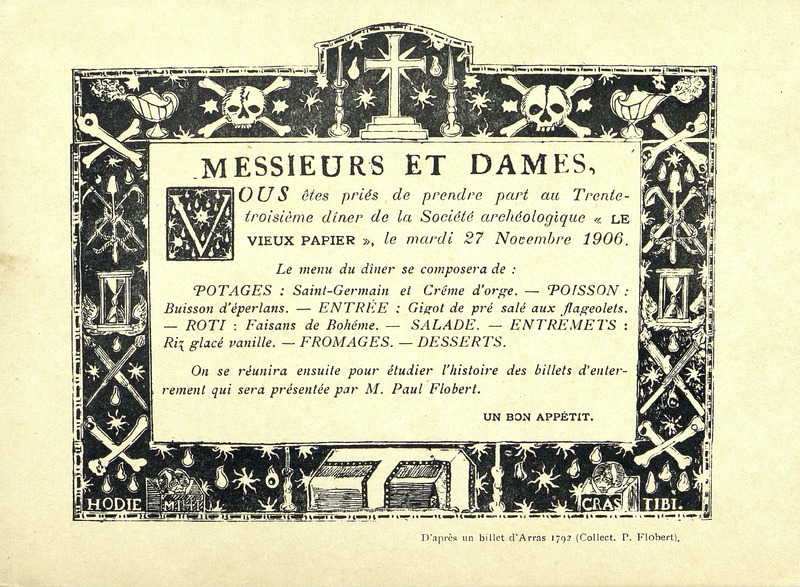 MESSIEURS ET DAMES,
VOUS êtes priés de prendre part au Trente-
troisième dîner de la Société archéologique « LE
VIEUX PAPIER », le mardi 27 Novembre 1906.
Le menu du dîner se composera de :
POTAGES : Saint-Germain et Créme d'orge. — POISSON :
Buisson d'éperlans. — ENTRÉE : Gigot de pré salé aux flageolets.
— ROTI : Faisans de Bohéme. — SALADE. — ENTREMETS :
Riz glacé vanille. — FROMAGES. — DESSERTS.
On se réunira ensuite pour étudier l'histoire des billets d'enter-
rement qui sera présentée par M. Paul Flobert.
UN BON APPÉTIT.
HODIE MIHI CRAS TIBI.
D'après un billet d'Arras 1792 (Collect. P. Flobert).